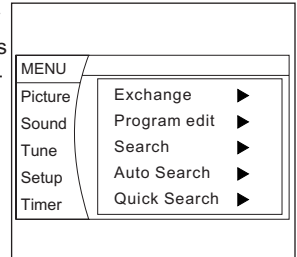 s
MENU
Picture
Sound
Tune
Setup
Timer
Exchange ▶
Program edit ▶
Search ▶
Auto Search ▶
Quick Search ▶